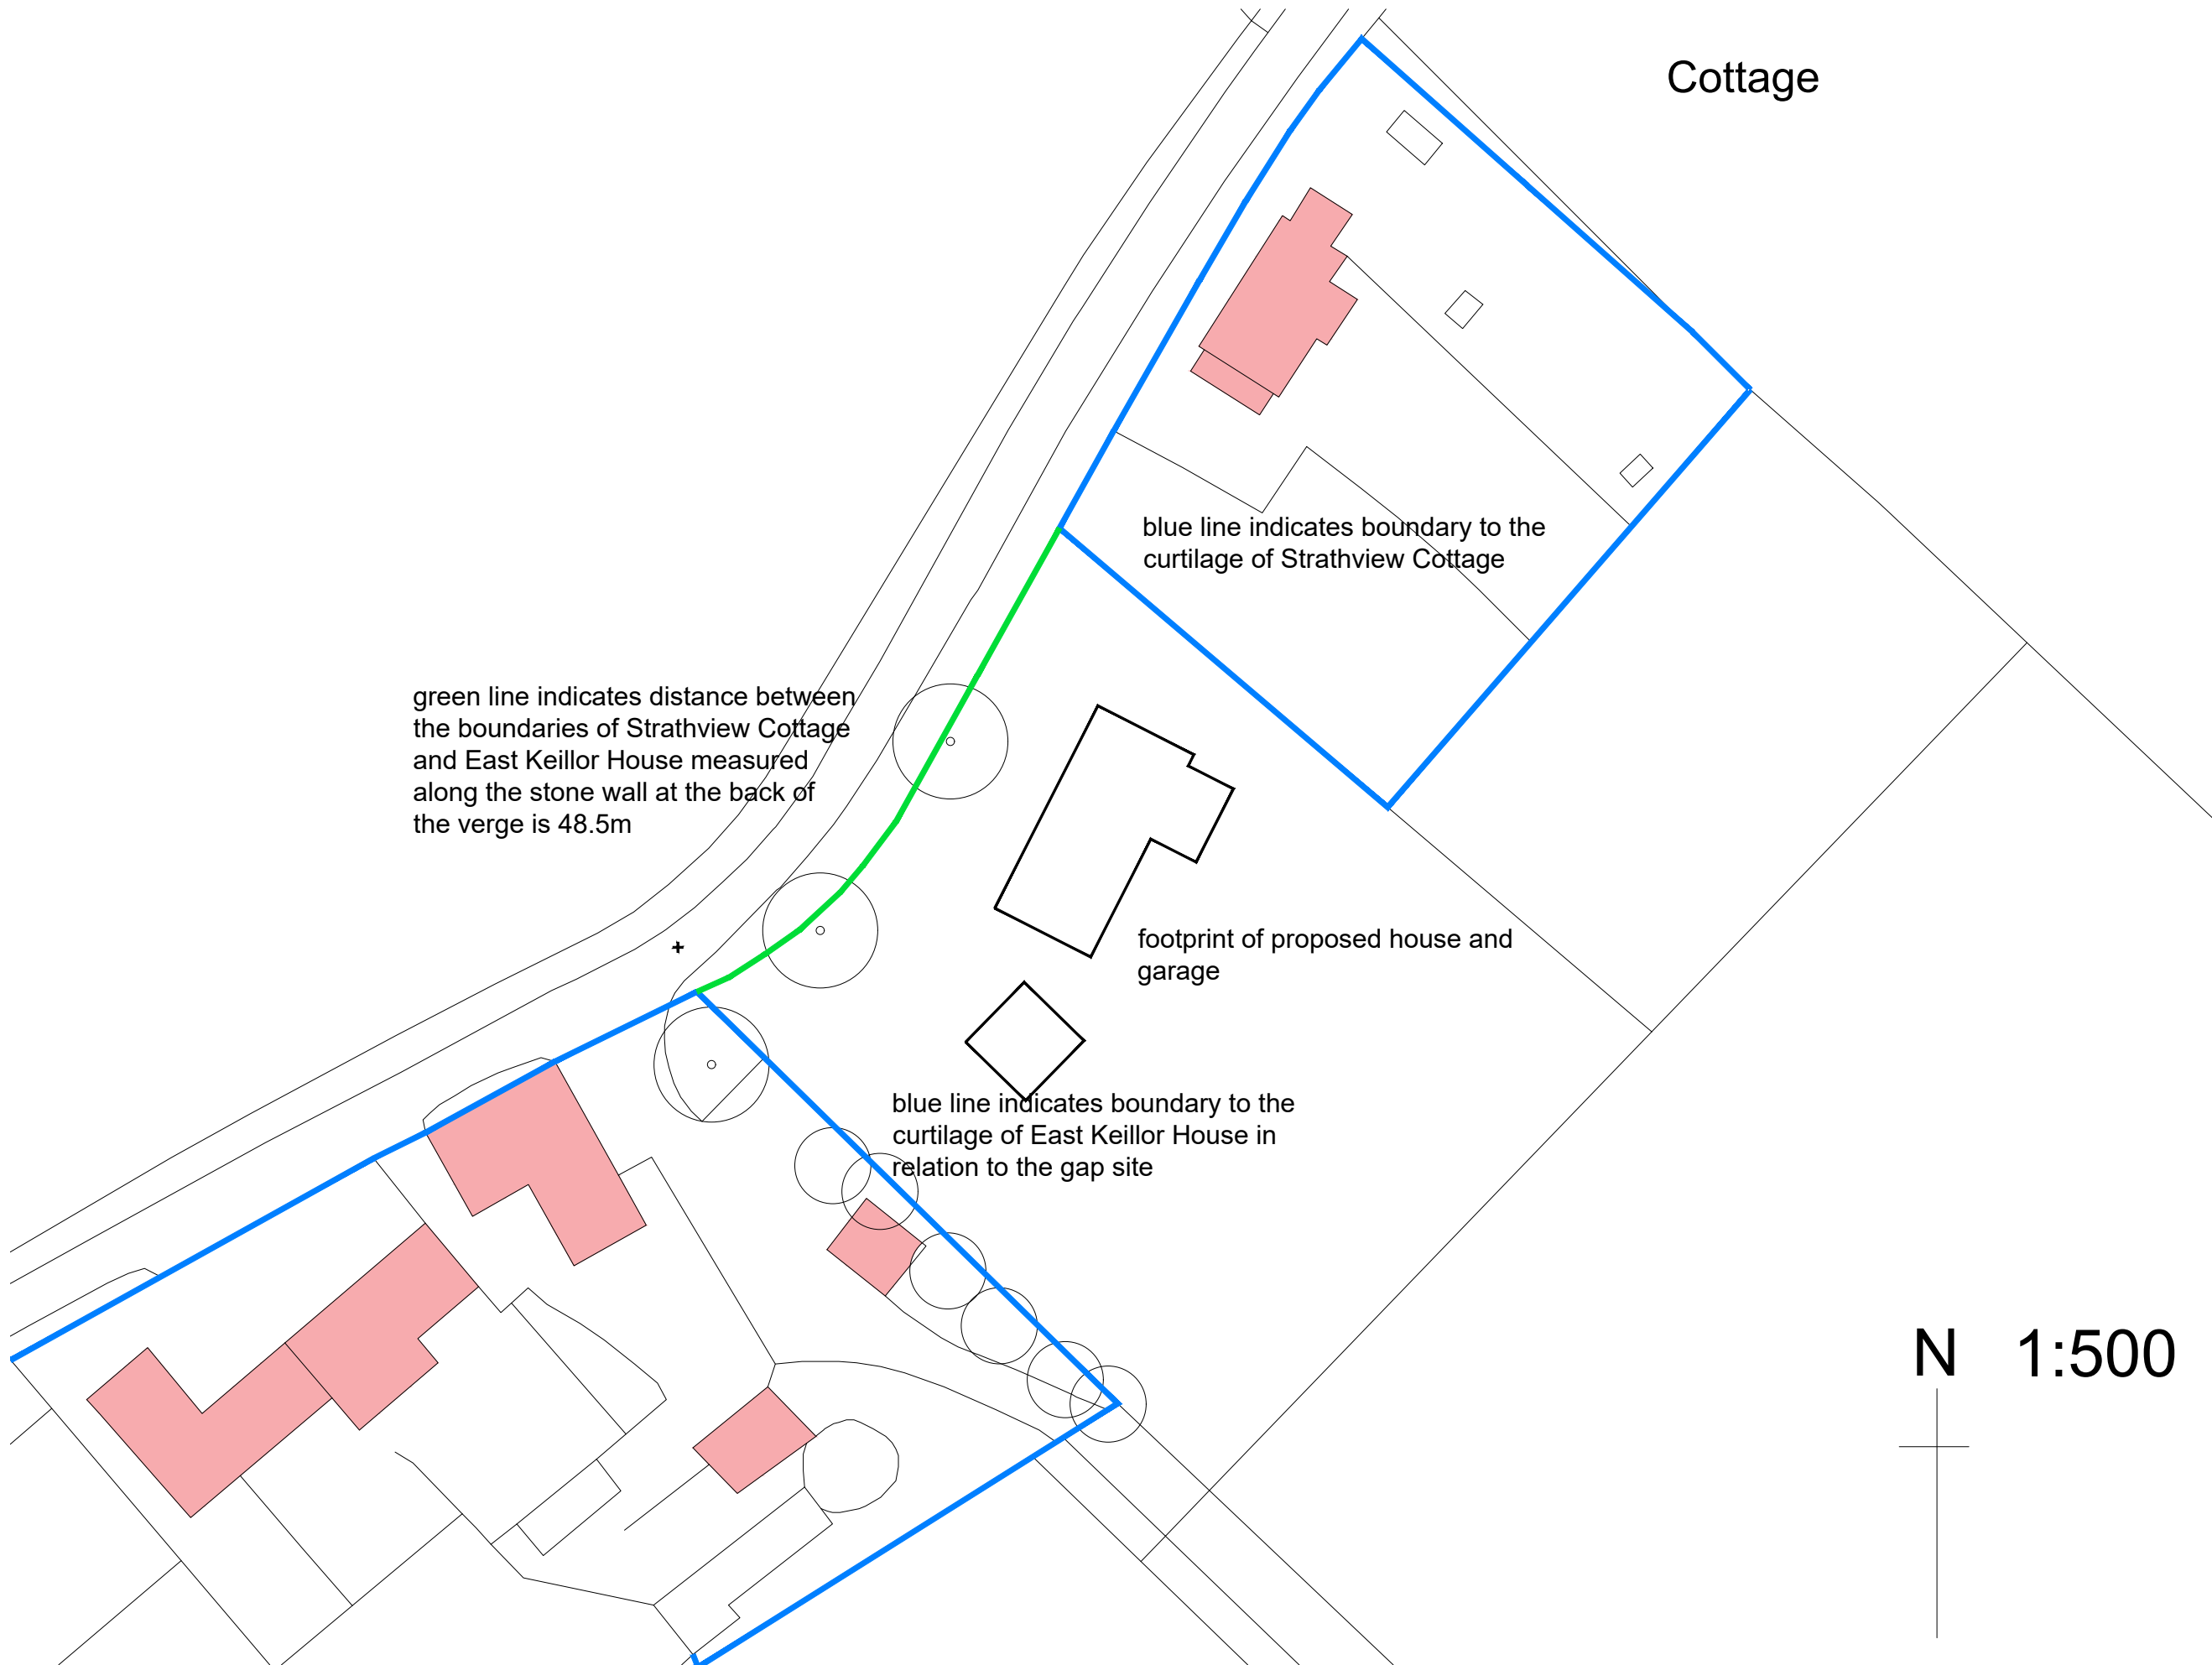 Cottage
blue line indicates boundary to the
curtilage of Strathview Cottage
green line indicates distance between
the boundaries of Strathview Cottage
and East Keillor House measured
along the stone wall at the back of
the verge is 48.5m
footprint of proposed house and
garage
blue line indicates boundary to the
curtilage of East Keillor House in
relation to the gap site
N 1:500